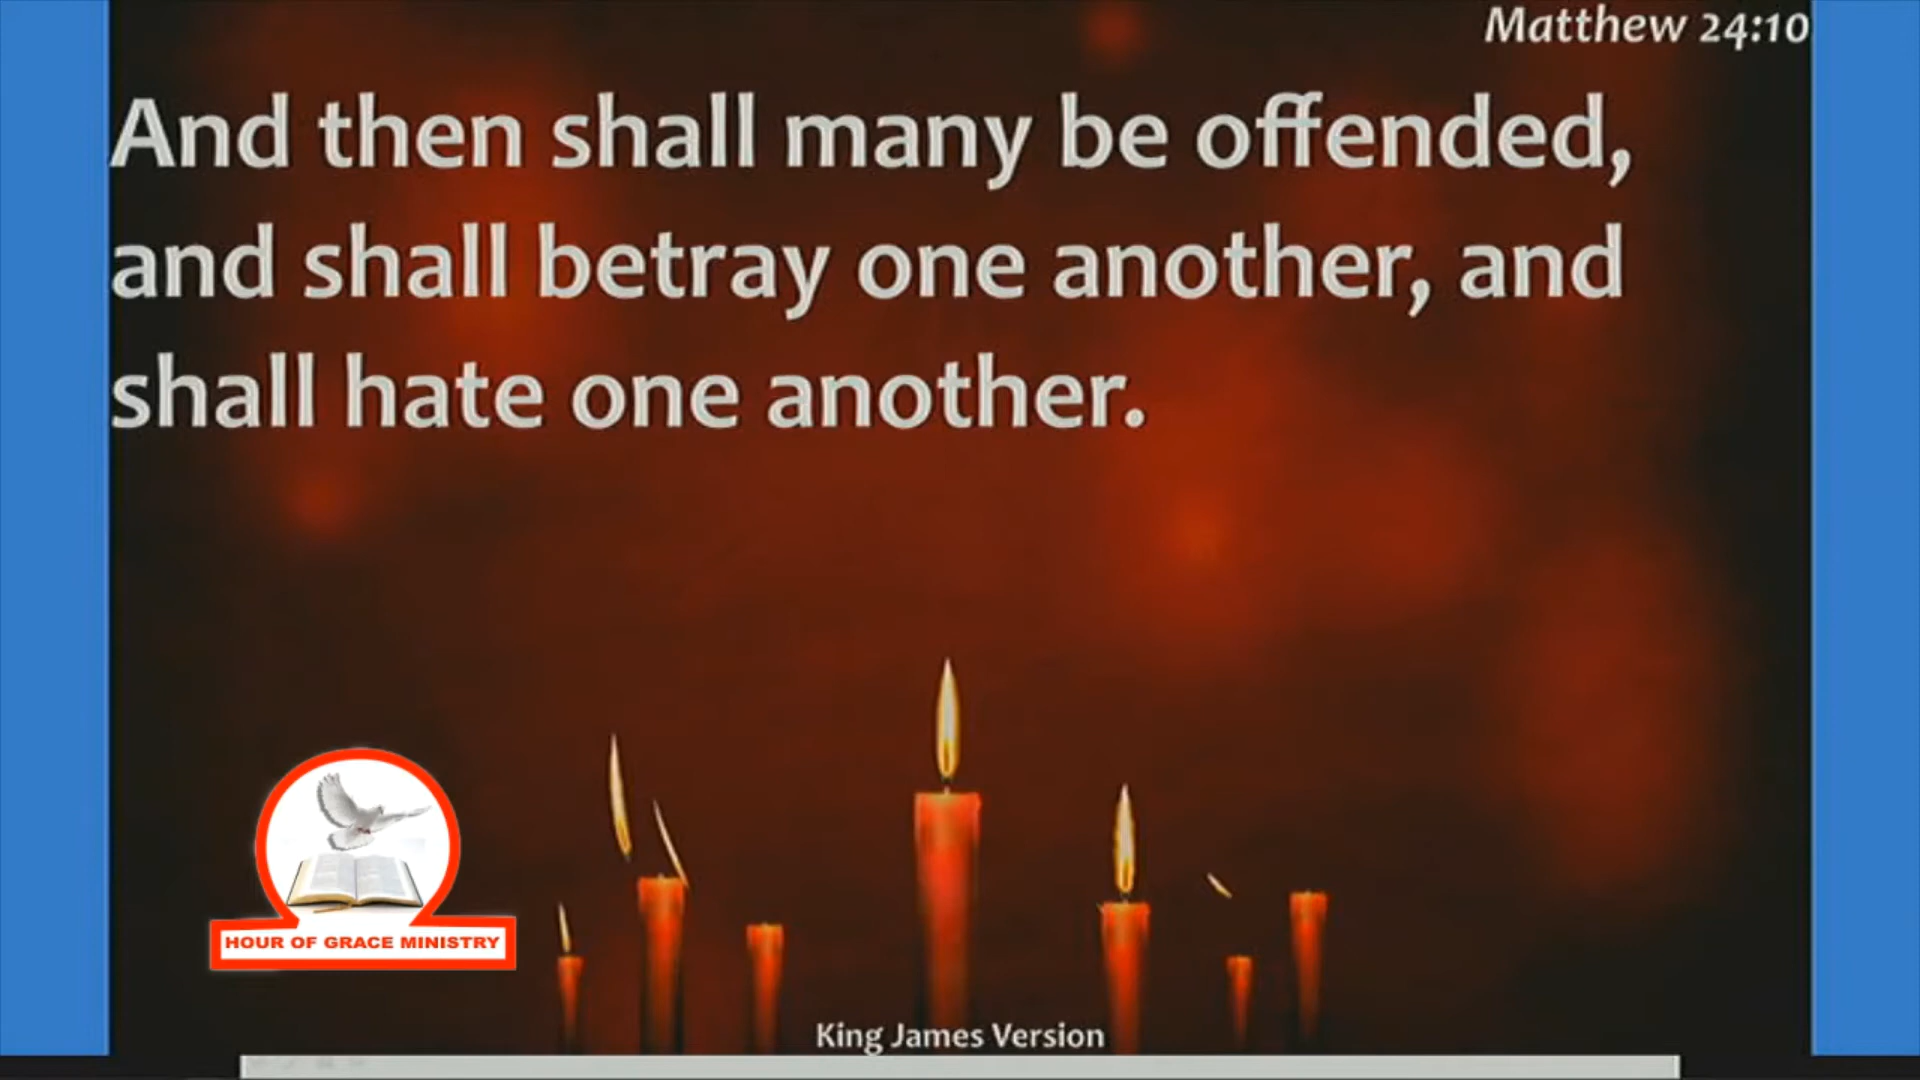 Matthew 24:10
And then shall many be offended,
and shall betray one another, and
shall hate one another.
HOUR OF GRACE MINISTRY
King James Version